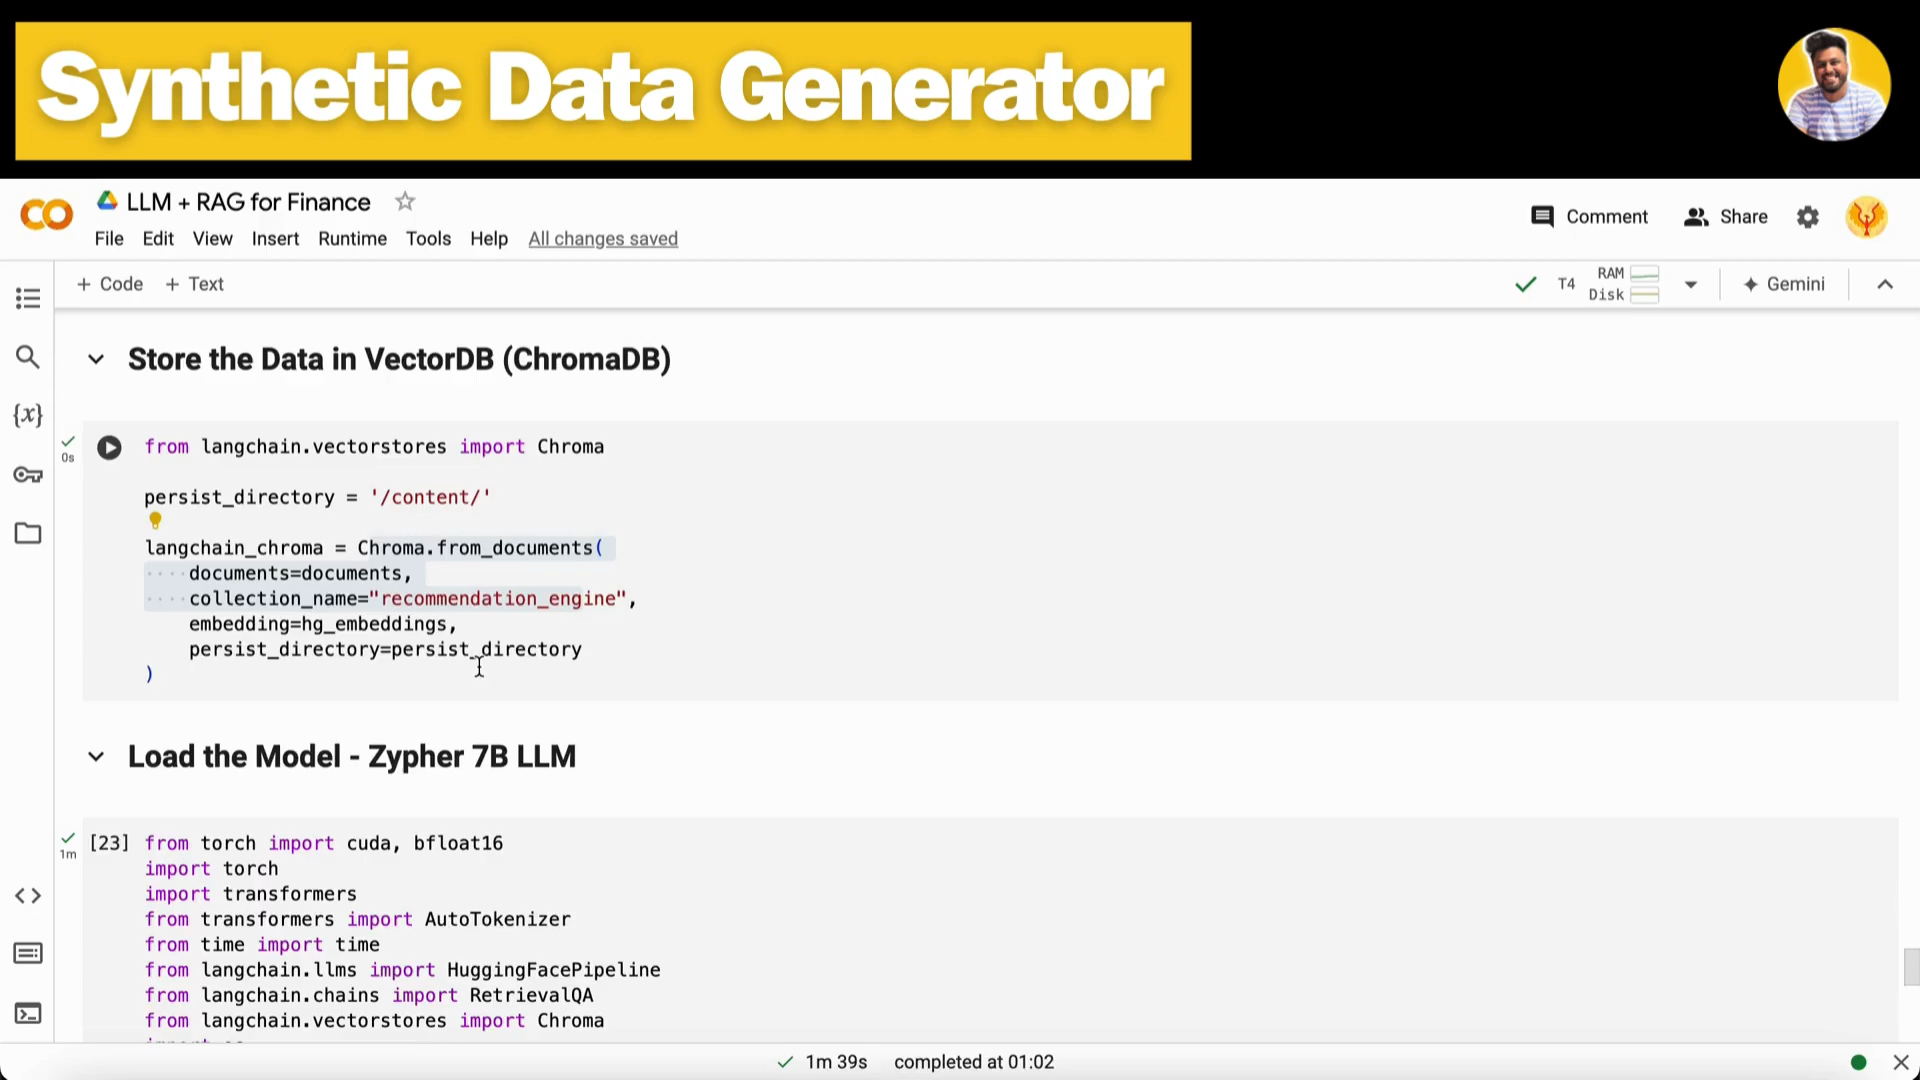 Synthetic Data Generator
LLM + RAG for Finance
Comment
Share
File Edit View Insert Runtime Tools Help All changes saved
+ Code + Text
T4
RAM
Disk
Gemini
Store the Data in VectorDB (ChromaDB)
{x}
0s
from langchain.vectorstores import Chroma
persist_directory = '/content/'
langchain_chroma = Chroma.from_documents(
documents=documents,
collection_name="recommendation_engine",
embedding=hg_embeddings,
persist_directory=persist_directory
)
Load the Model - Zypher 7B LLM
1m
[23] from torch import cuda, bfloat16
import torch
import transformers
from transformers import AutoTokenizer
from time import time
from langchain.llms import HuggingFacePipeline
from langchain.chains import RetrievalQA
from langchain.vectorstores import Chroma
1m 39s completed at 01:02